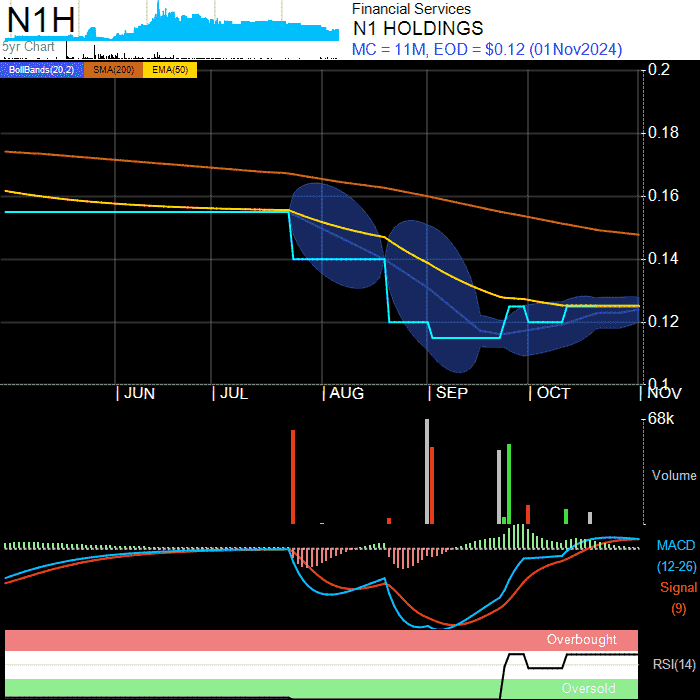 N1H
Financial Services
N1 HOLDINGS
5yr Chart
MC = 11M, EOD = $0.12 (01Nov2024)
BollBands(20,2) SMA(200) EMA(50)
0.2
0.18
0.16
0.14
0.12
0.1
JUN JUL AUG SEP OCT NOV
68k
Volume
MACD
(12-26)
Signal
(9)
Overbought
RSI(14)
Oversold